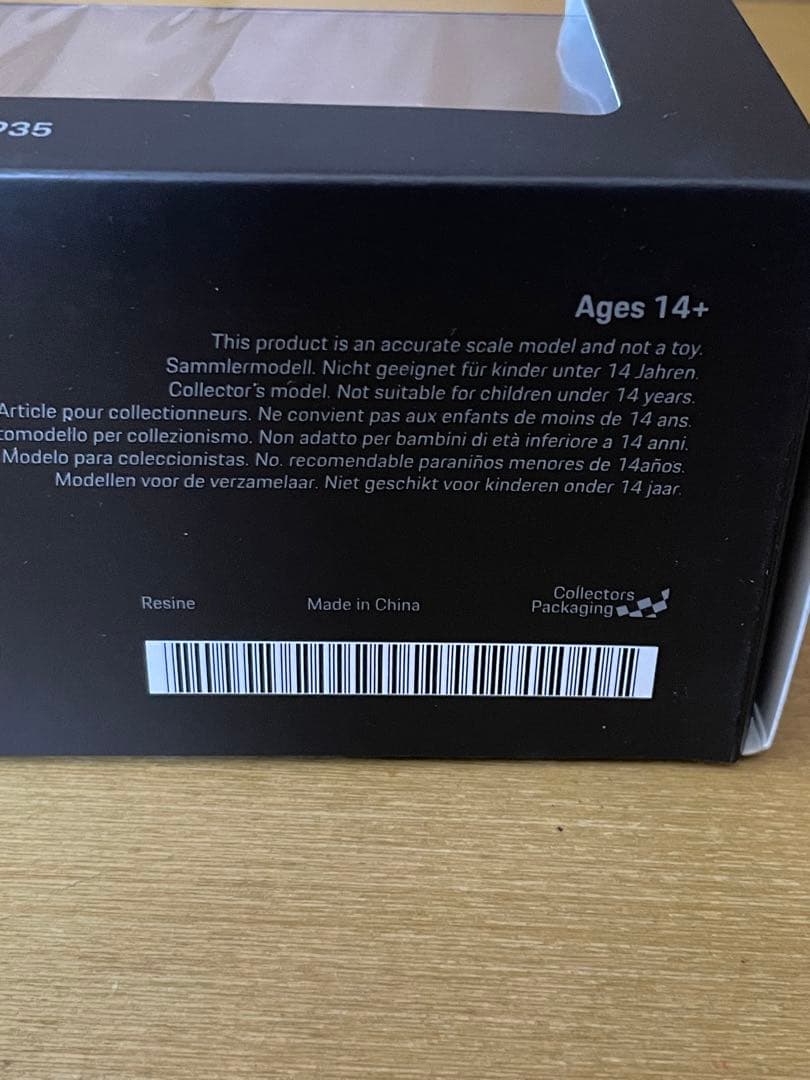 35
Ages 14+
This product is an accurate scale model and not a toy.
Sammlermodell. Nicht geeignet für kinder unter 14 Jahren.
Collector's model. Not suitable for children under 14 years.
Article pour collectionneurs. Ne convient pas aux enfants de moins de 14 ans.
omodello per collezionismo. Non adatto per bambini di età inferiore a 14 anni.
Modelo para coleccionistas. No. recomendable paraniños menores de 14años.
Modellen voor de verzamelaar. Niet geschikt voor kinderen onder 14 jaar.
Resine Made in China Collectors
Packaging